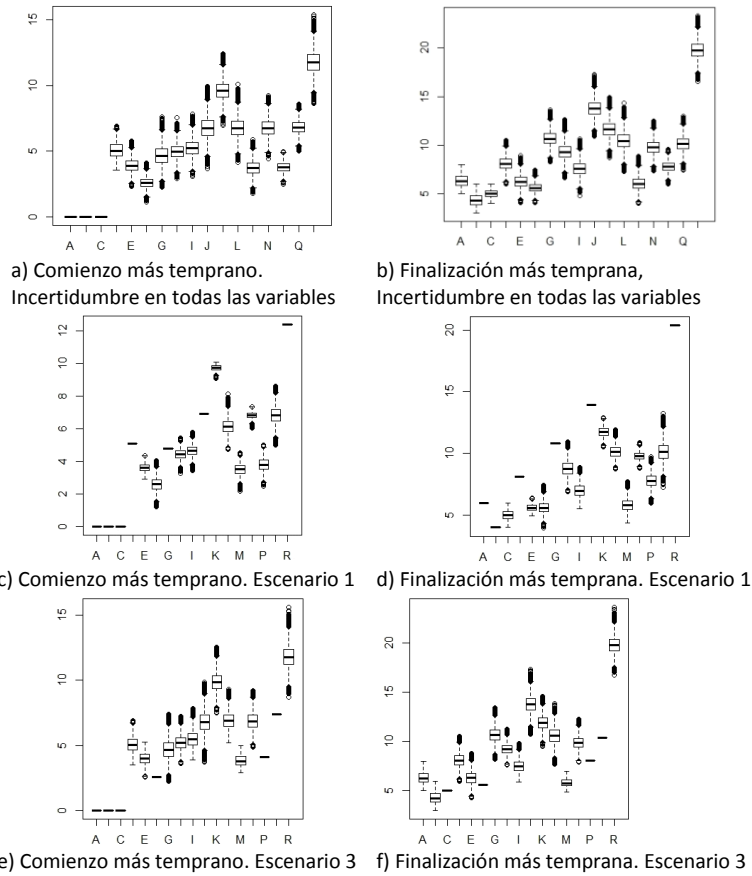 15
10
5
0
A C E G I J L N Q
20
15
10
5
A C E G I J L N Q
a) Comienzo más temprano.
Incertidumbre en todas las variables
b) Finalización más temprana,
Incertidumbre en todas las variables
12
10
8
6
4
2
0
A C E G I K M P R
20
15
10
5
A C E G I K M P R
c) Comienzo más temprano. Escenario 1
d) Finalización más temprana. Escenario 1
15
10
5
0
A C E G I K M P R
20
15
10
5
A C E G I K M P R
e) Comienzo más temprano. Escenario 3
f) Finalización más temprana. Escenario 3